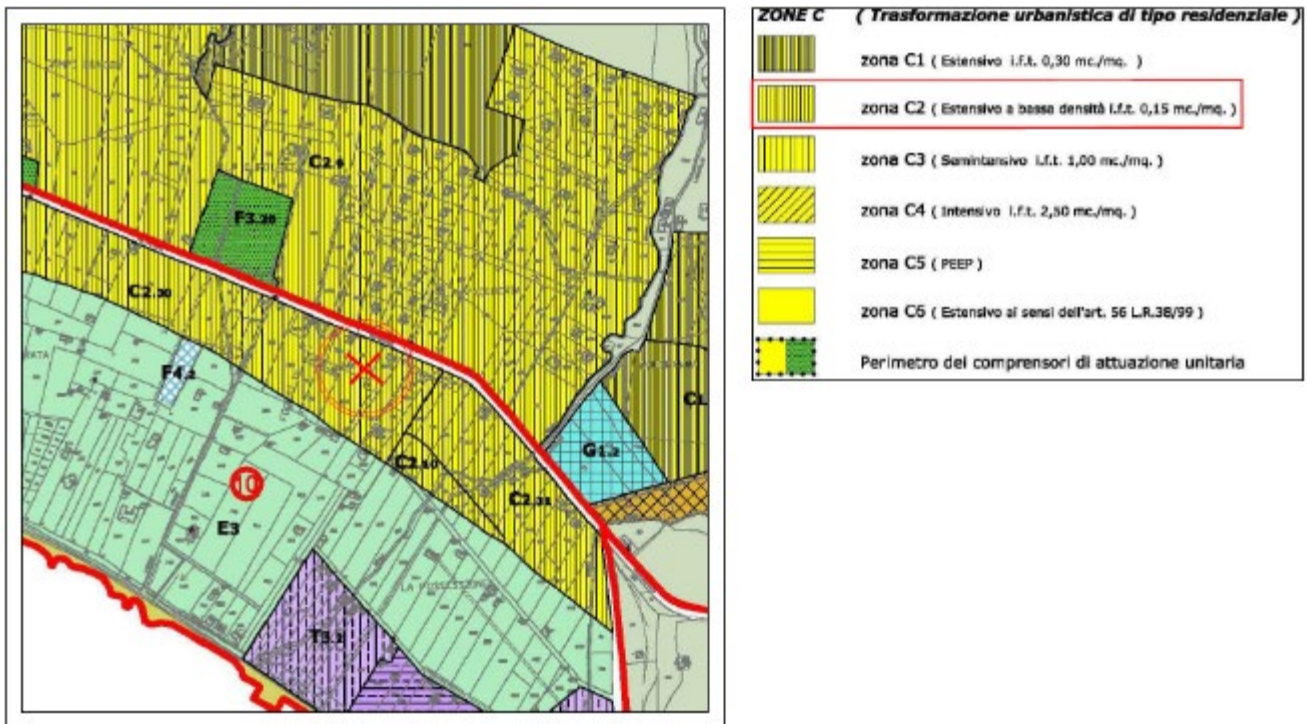 C2.9
F3.28
C2.30
F4.2
C2.10
G1.2
C2.31
10
E3
T3.2
ZONE C ( Trasformazione urbanistica di tipo residenziale )
zona C1 ( Estensivo i.f.t. 0,30 mc./mq. )
zona C2 ( Estensivo a bassa densità i.f.t. 0,15 mc./mq. )
zona C3 ( Semintensivo i.f.t. 1,00 mc./mq. )
zona C4 ( Intensivo i.f.t. 2,50 mc./mq. )
zona C5 ( PEEP )
zona C6 ( Estensivo ai sensi dell'art. 56 L.R.38/99 )
Perimetro dei comprensori di attuazione unitaria